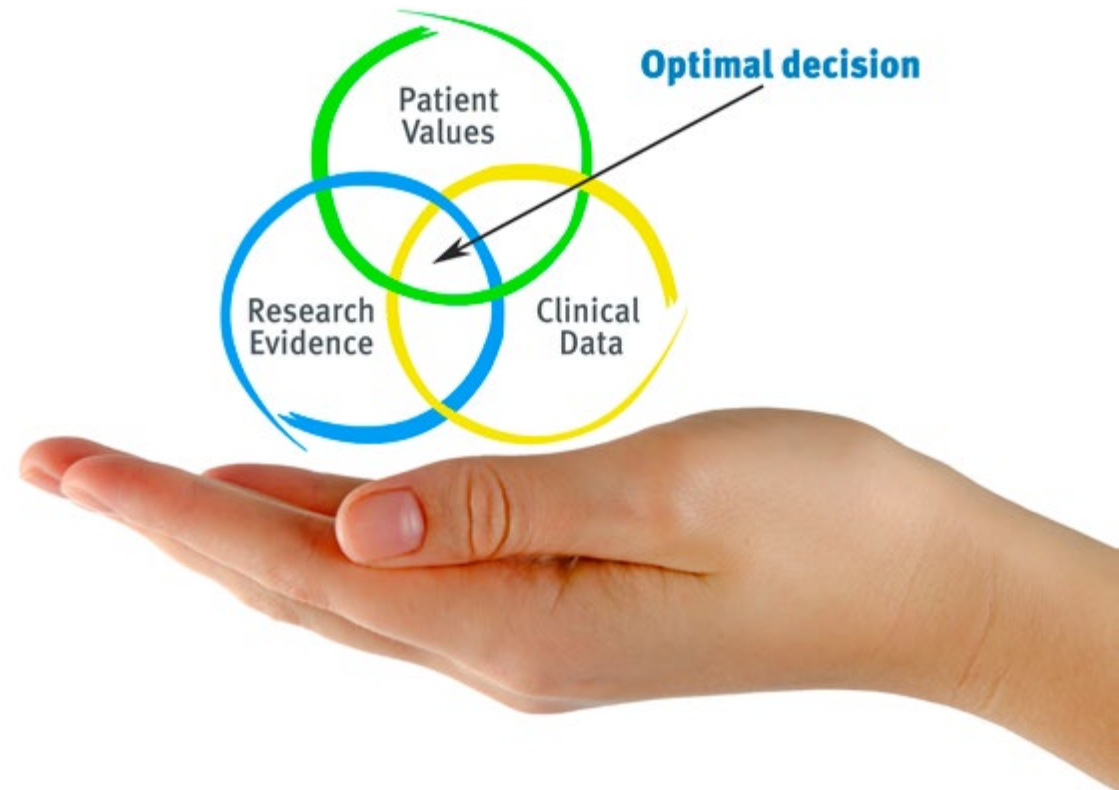 Optimal decision
Patient
Values
Research
Evidence
Clinical
Data